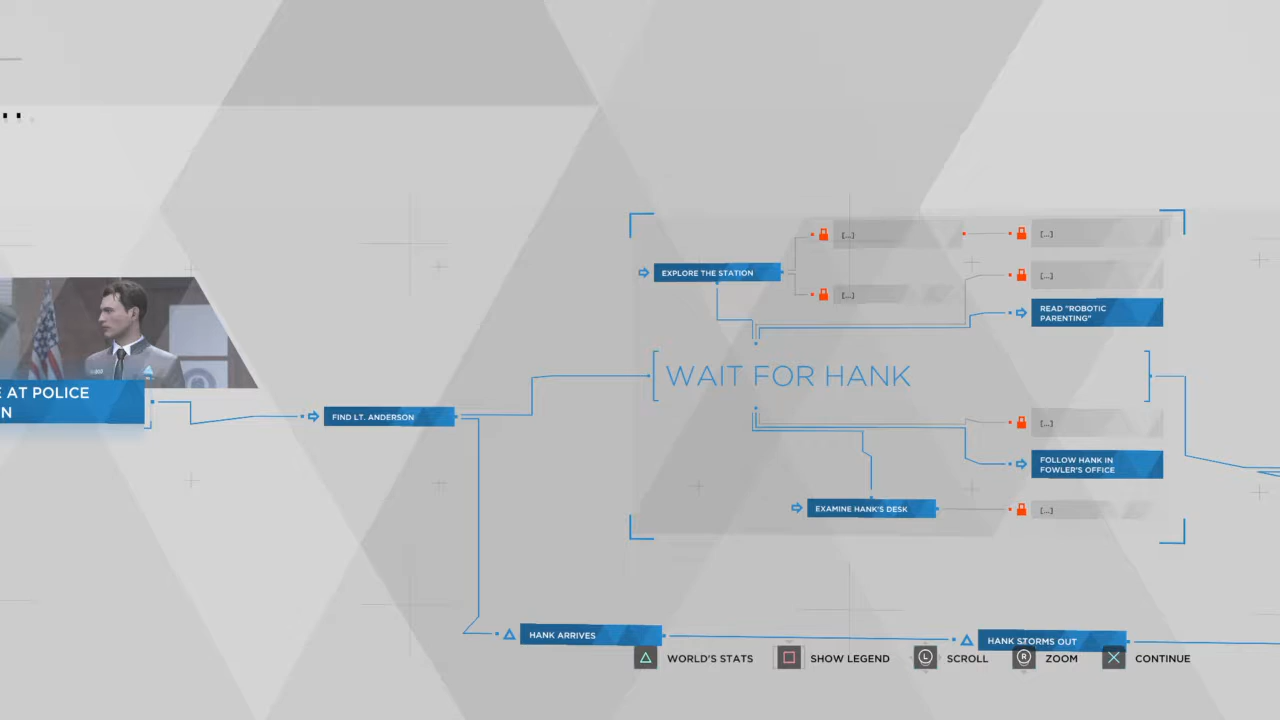 [...]
[...]
EXPLORE THE STATION
[...]
[...]
READ "ROBOTIC
PARENTING"
WAIT FOR HANK
E AT POLICE
N
FIND LT. ANDERSON
[...]
FOLLOW HANK IN
FOWLER'S OFFICE
EXAMINE HANK'S DESK
[...]
HANK ARRIVES
HANK STORMS OUT
WORLD'S STATS
SHOW LEGEND
L
SCROLL
R
ZOOM
CONTINUE